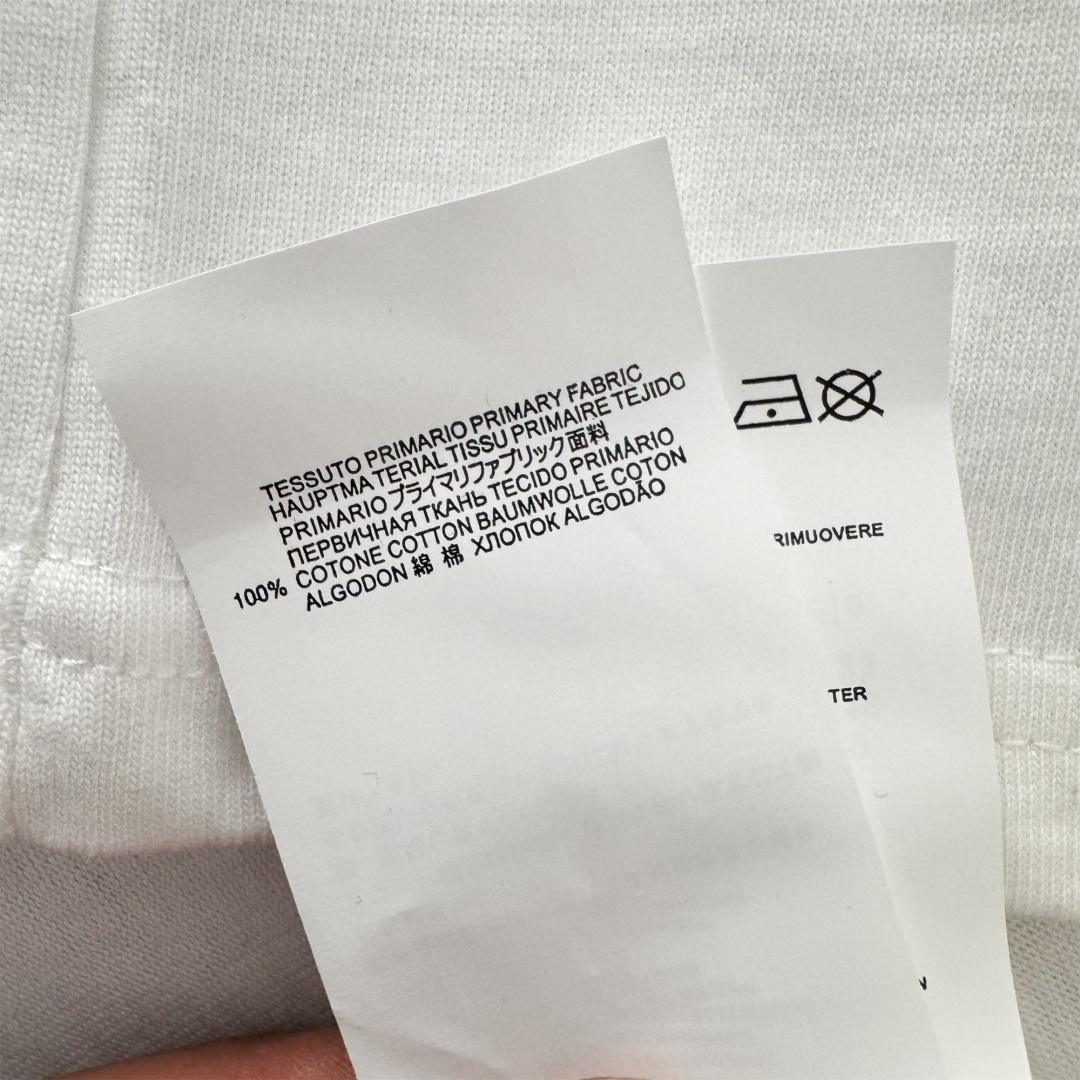 TESSUTO PRIMARIO PRIMARY FABRIC
HAUPTMA TERIAL TISSU PRIMAIRE TEJIDO
PRIMARIO プライマリファブリック面料
ПЕРВИЧНАЯ ТКАНЬ TECIDO PRIMÁRIO
100% COTONE COTTON BAUMWOLLE COTON
ALGODON 綿 棉 ХЛОПОК ALGODÃO
RIMUOVERE
TER